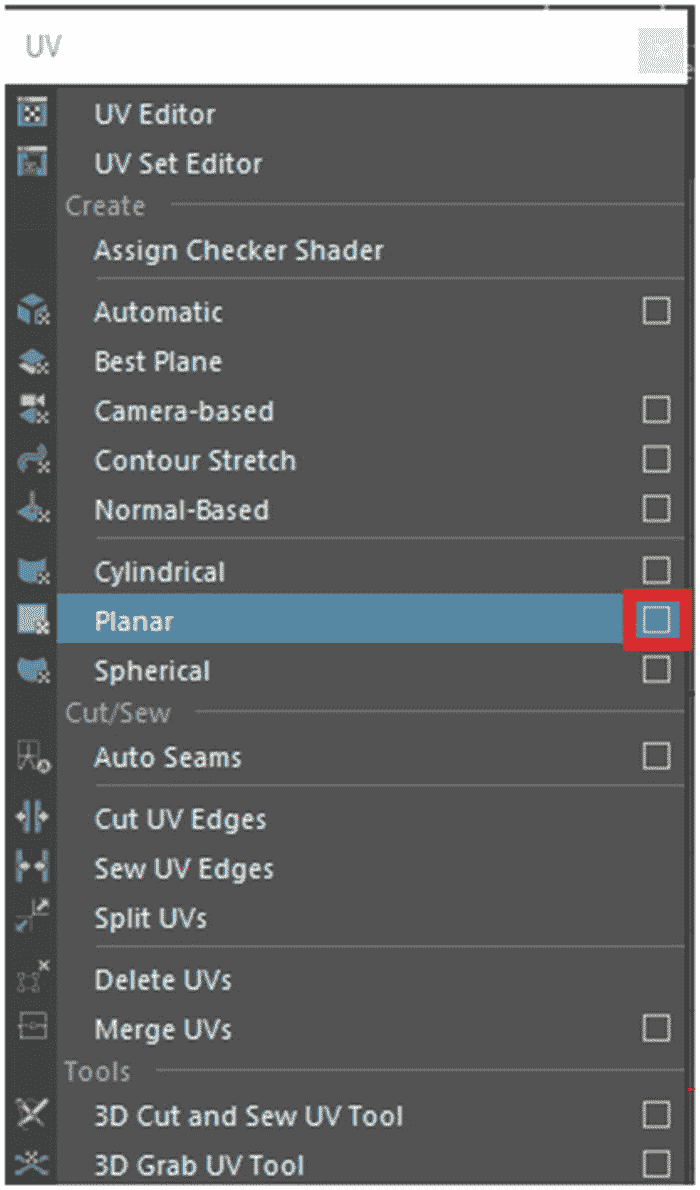 UV
UV Editor
UV Set Editor
Create
Assign Checker Shader
Automatic
Best Plane
Camera-based
Contour Stretch
Normal-Based
Cylindrical
Planar
Spherical
Cut/Sew
Auto Seams
Cut UV Edges
Sew UV Edges
Split UVs
Delete UVs
Merge UVs
Tools
3D Cut and Sew UV Tool
3D Grab UV Tool